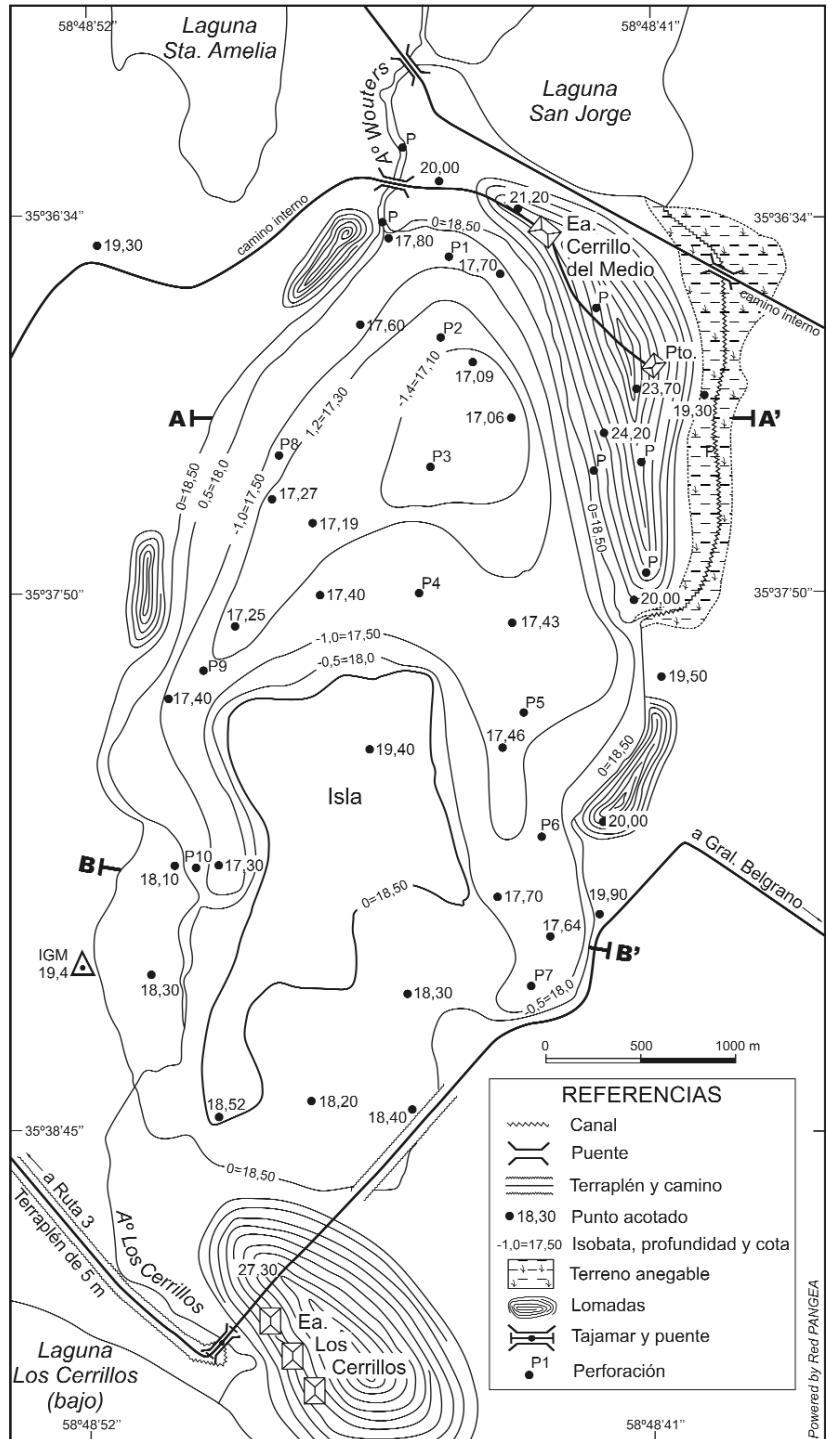 58º48'52''
58º48'41''
Laguna
Sta. Amelia
Aº Wouters
Laguna
San Jorge
P
20,00
21,20
35º36'34''
35º36'34''
19,30
camino interno
P
17,80
0=18,50
P1
17,70
Ea.
Cerrillo
del Medio
P
camino interno
17,60
P2
17,09
-1,4=17,10
Pto.
23,70
19,30
A
A'
17,06
24,20
1,2=17,30
0,5=18,0
0=18,50
-1,0=17,50
P8
P3
P
P
P
17,27
17,19
0=18,50
P
35º37'50''
35º37'50''
17,40
P4
20,00
17,25
17,43
-1,0=17,50
-0,5=18,0
P9
17,40
19,50
P5
17,46
19,40
0=18,50
Isla
20,00
P6
a Gral. Belgrano
B
P10
17,30
18,10
0=18,50
17,70
19,90
17,64
B'
IGM
19,4
18,30
18,30
P7
-0,5=18,0
0
500
1000 m
18,52
18,20
18,40
35º38'45''
0=18,50
a Ruta 3
Terraplén de 5 m
Aº Los Cerrillos
27,30
Ea.
Los
Cerrillos
Laguna
Los Cerrillos
(bajo)
58º48'52''
58º48'41''
REFERENCIAS
Canal
Puente
Terraplén y camino
18,30 Punto acotado
-1,0=17,50 Isobata, profundidad y cota
Terreno anegable
Lomadas
Tajamar y puente
P1 Perforación
Powered by Red PANGEA